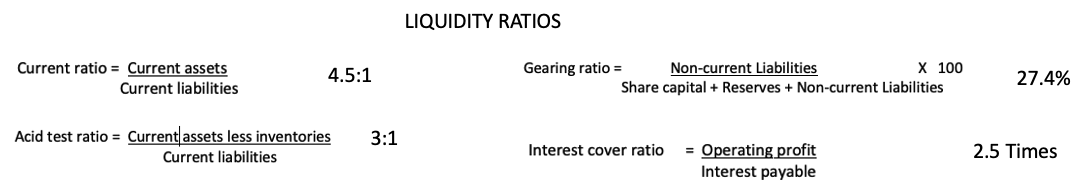 LIQUIDITY RATIOS
Current ratio = Current assets
Current liabilities
4.5:1
Acid test ratio = Current assets less inventories
Current liabilities
3:1
Gearing ratio = Non-current Liabilities X 100
Share capital + Reserves + Non-current Liabilities
27.4%
Interest cover ratio = Operating profit
Interest payable
2.5 Times